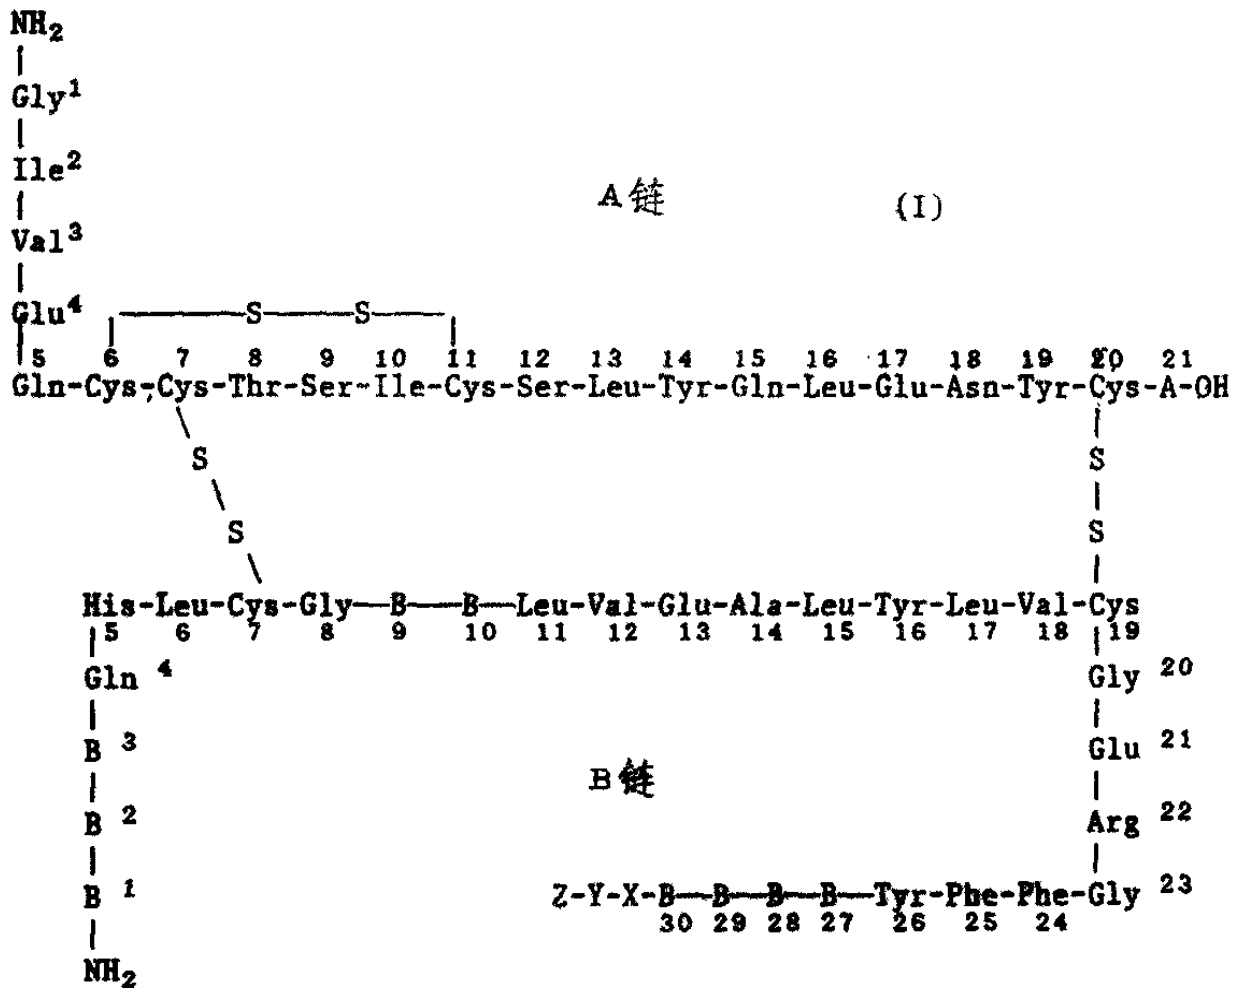 NH2
Gly1
Ile2
A链 (I)
Val3
Glu4 S S
5 6 7 8 9 10 11 12 13 14 15 16 17 18 19 20 21
Gln-Cys-Cys-Thr-Ser-Ile-Cys-Ser-Leu-Tyr-Gln-Leu-Glu-Asn-Tyr-Cys-A-OH
S S
S S
His-Leu-Cys-Gly-B-B-Leu-Val-Glu-Ala-Leu-Tyr-Leu-Val-Cys
5 6 7 8 9 10 11 12 13 14 15 16 17 18 19
Gln 4 Gly 20
B 3 Glu 21
B链
B 2 Arg 22
B 1 Z-Y-X-B-B-B-B-Tyr-Phe-Phe-Gly 23
30 29 28 27 26 25 24
NH2